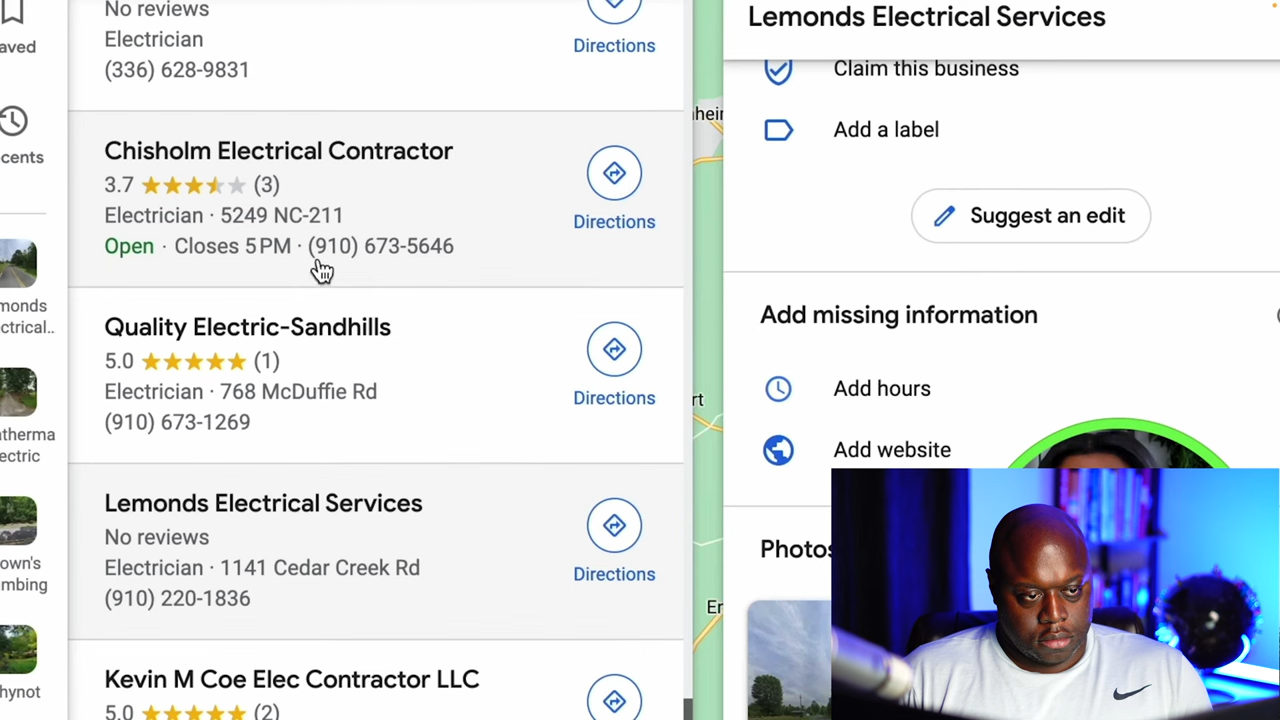 aved
cents
monds
ctrical..
atherma
ectric
own's
mbing
hynot
No reviews
Electrician
(336) 628-9831
Directions
Chisholm Electrical Contractor
3.7 (3)
Electrician · 5249 NC-211
Open · Closes 5 PM · (910) 673-5646
Directions
Quality Electric-Sandhills
5.0 (1)
Electrician · 768 McDuffie Rd
(910) 673-1269
Directions
Lemonds Electrical Services
No reviews
Electrician · 1141 Cedar Creek Rd
(910) 220-1836
Directions
Kevin M Coe Elec Contractor LLC
5.0 (2)
hei
rt
Er
Lemonds Electrical Services
Claim this business
Add a label
Suggest an edit
Add missing information
Add hours
Add website
Photos